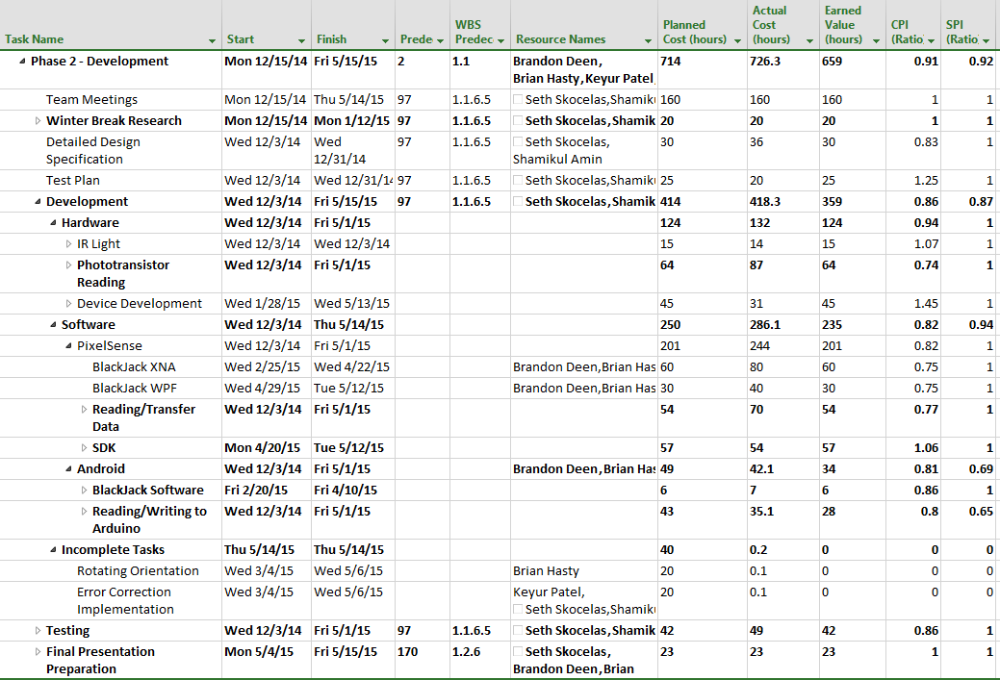 Task Name Start Finish Prede WBS Predec Resource Names Planned Cost (hours) Actual Cost (hours) Earned Value (hours) CPI (Ratio SPI (Ratio
Phase 2 - Development Mon 12/15/14 Fri 5/15/15 2 1.1 Brandon Deen, Brian Hasty,Keyur Patel, 714 726.3 659 0.91 0.92
Team Meetings Mon 12/15/14 Thu 5/14/15 97 1.1.6.5 Seth Skocelas,Shamiku 160 160 160 1 1
Winter Break Research Mon 12/15/14 Mon 1/12/15 97 1.1.6.5 Seth Skocelas,Shamik 20 20 20 1 1
Detailed Design Specification Wed 12/3/14 Wed 12/31/14 97 1.1.6.5 Seth Skocelas, Shamikul Amin 30 36 30 0.83 1
Test Plan Wed 12/3/14 Wed 12/31/14 97 1.1.6.5 Seth Skocelas,Shamiku 25 20 25 1.25 1
Development Wed 12/3/14 Fri 5/15/15 97 1.1.6.5 Seth Skocelas,Shamik 414 418.3 359 0.86 0.87
Hardware Wed 12/3/14 Fri 5/1/15 124 132 124 0.94 1
IR Light Wed 12/3/14 Wed 12/3/14 15 14 15 1.07 1
Phototransistor Reading Wed 12/3/14 Fri 5/1/15 64 87 64 0.74 1
Device Development Wed 1/28/15 Wed 5/13/15 45 31 45 1.45 1
Software Wed 12/3/14 Thu 5/14/15 250 286.1 235 0.82 0.94
PixelSense Wed 12/3/14 Fri 5/1/15 201 244 201 0.82 1
BlackJack XNA Wed 2/25/15 Wed 4/22/15 Brandon Deen,Brian Has 60 80 60 0.75 1
BlackJack WPF Wed 4/29/15 Tue 5/12/15 Brandon Deen,Brian Has 30 40 30 0.75 1
Reading/Transfer Data Wed 12/3/14 Fri 5/1/15 54 70 54 0.77 1
SDK Mon 4/20/15 Tue 5/12/15 57 54 57 1.06 1
Android Wed 12/3/14 Fri 5/1/15 Brandon Deen,Brian Has 49 42.1 34 0.81 0.69
BlackJack Software Fri 2/20/15 Fri 4/10/15 6 7 6 0.86 1
Reading/Writing to Arduino Wed 12/3/14 Fri 5/1/15 43 35.1 28 0.8 0.65
Incomplete Tasks Thu 5/14/15 Thu 5/14/15 40 0.2 0 0 0
Rotating Orientation Wed 3/4/15 Wed 5/6/15 Brian Hasty 20 0.1 0 0 0
Error Correction Implementation Wed 3/4/15 Wed 5/6/15 Keyur Patel, Seth Skocelas,Shamiku 20 0.1 0 0 0
Testing Wed 12/3/14 Fri 5/1/15 97 1.1.6.5 Seth Skocelas,Shamik 42 49 42 0.86 1
Final Presentation Preparation Mon 5/4/15 Fri 5/15/15 170 1.2.6 Seth Skocelas, Brandon Deen,Brian 23 23 23 1 1